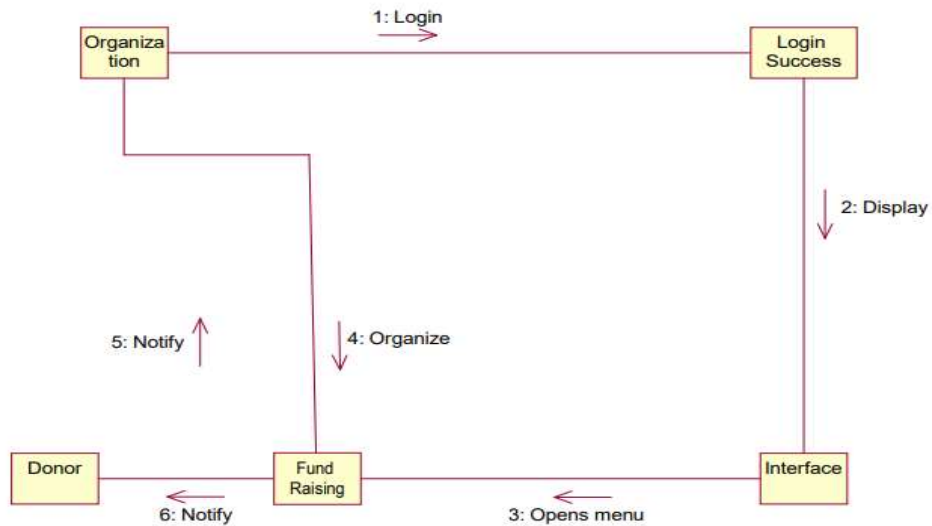 1: Login
Organiza
tion
Login
Success
2: Display
5: Notify
4: Organize
Donor
Fund
Raising
Interface
6: Notify
3: Opens menu